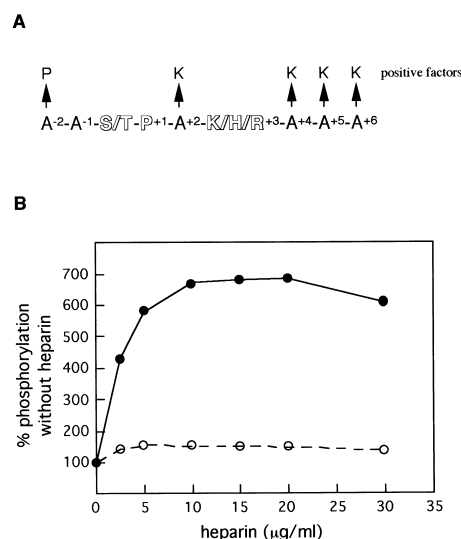 A
P K K K K positive factors
A-2-A-1-S/T-P+1-A+2-K/H/R+3-A+4-A+5-A+6
B
% phosphorylation
without heparin
700
600
500
400
300
200
100
0 5 10 15 20 25 30 35
heparin (μg/ml)